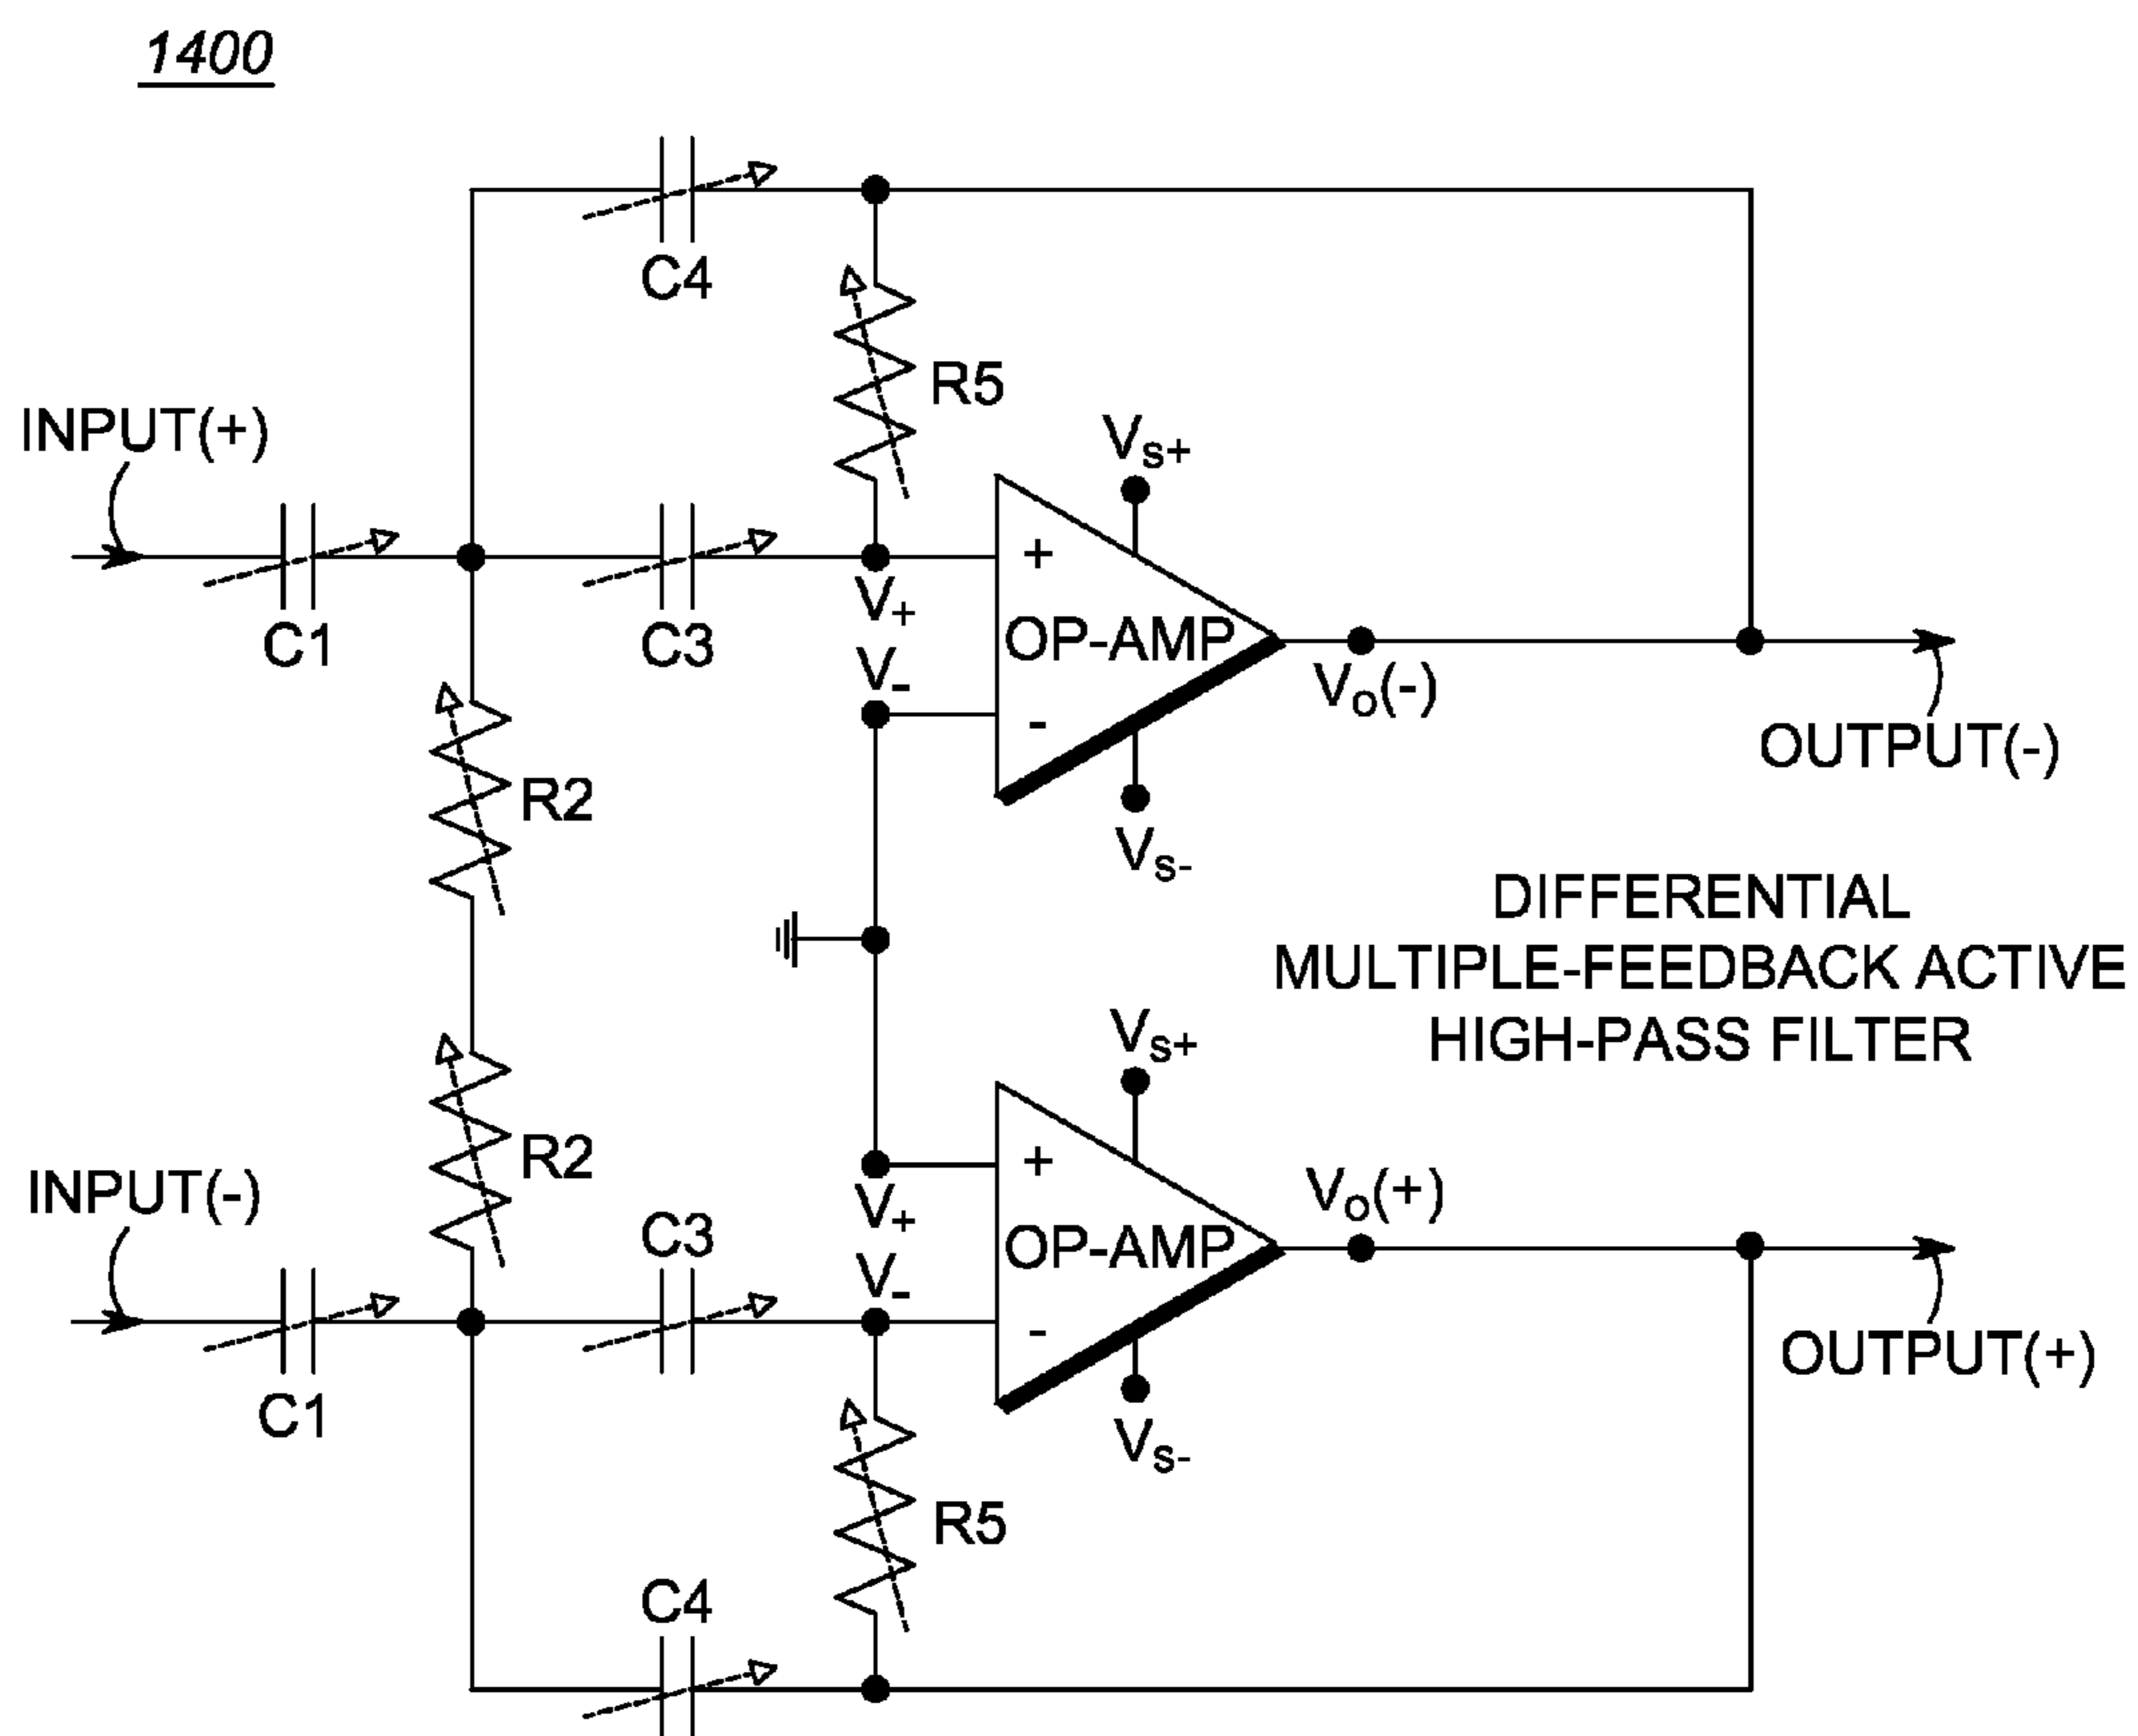 1400
C4
R5
INPUT(+)
VS+
C1
C3
V+
V-
+
OP-AMP
-
VO(-)
OUTPUT(-)
VS-
R2
DIFFERENTIAL
MULTIPLE-FEEDBACK ACTIVE
HIGH-PASS FILTER
VS+
R2
INPUT(-)
C3
V+
V-
+
OP-AMP
-
VO(+)
OUTPUT(+)
C1
VS-
R5
C4